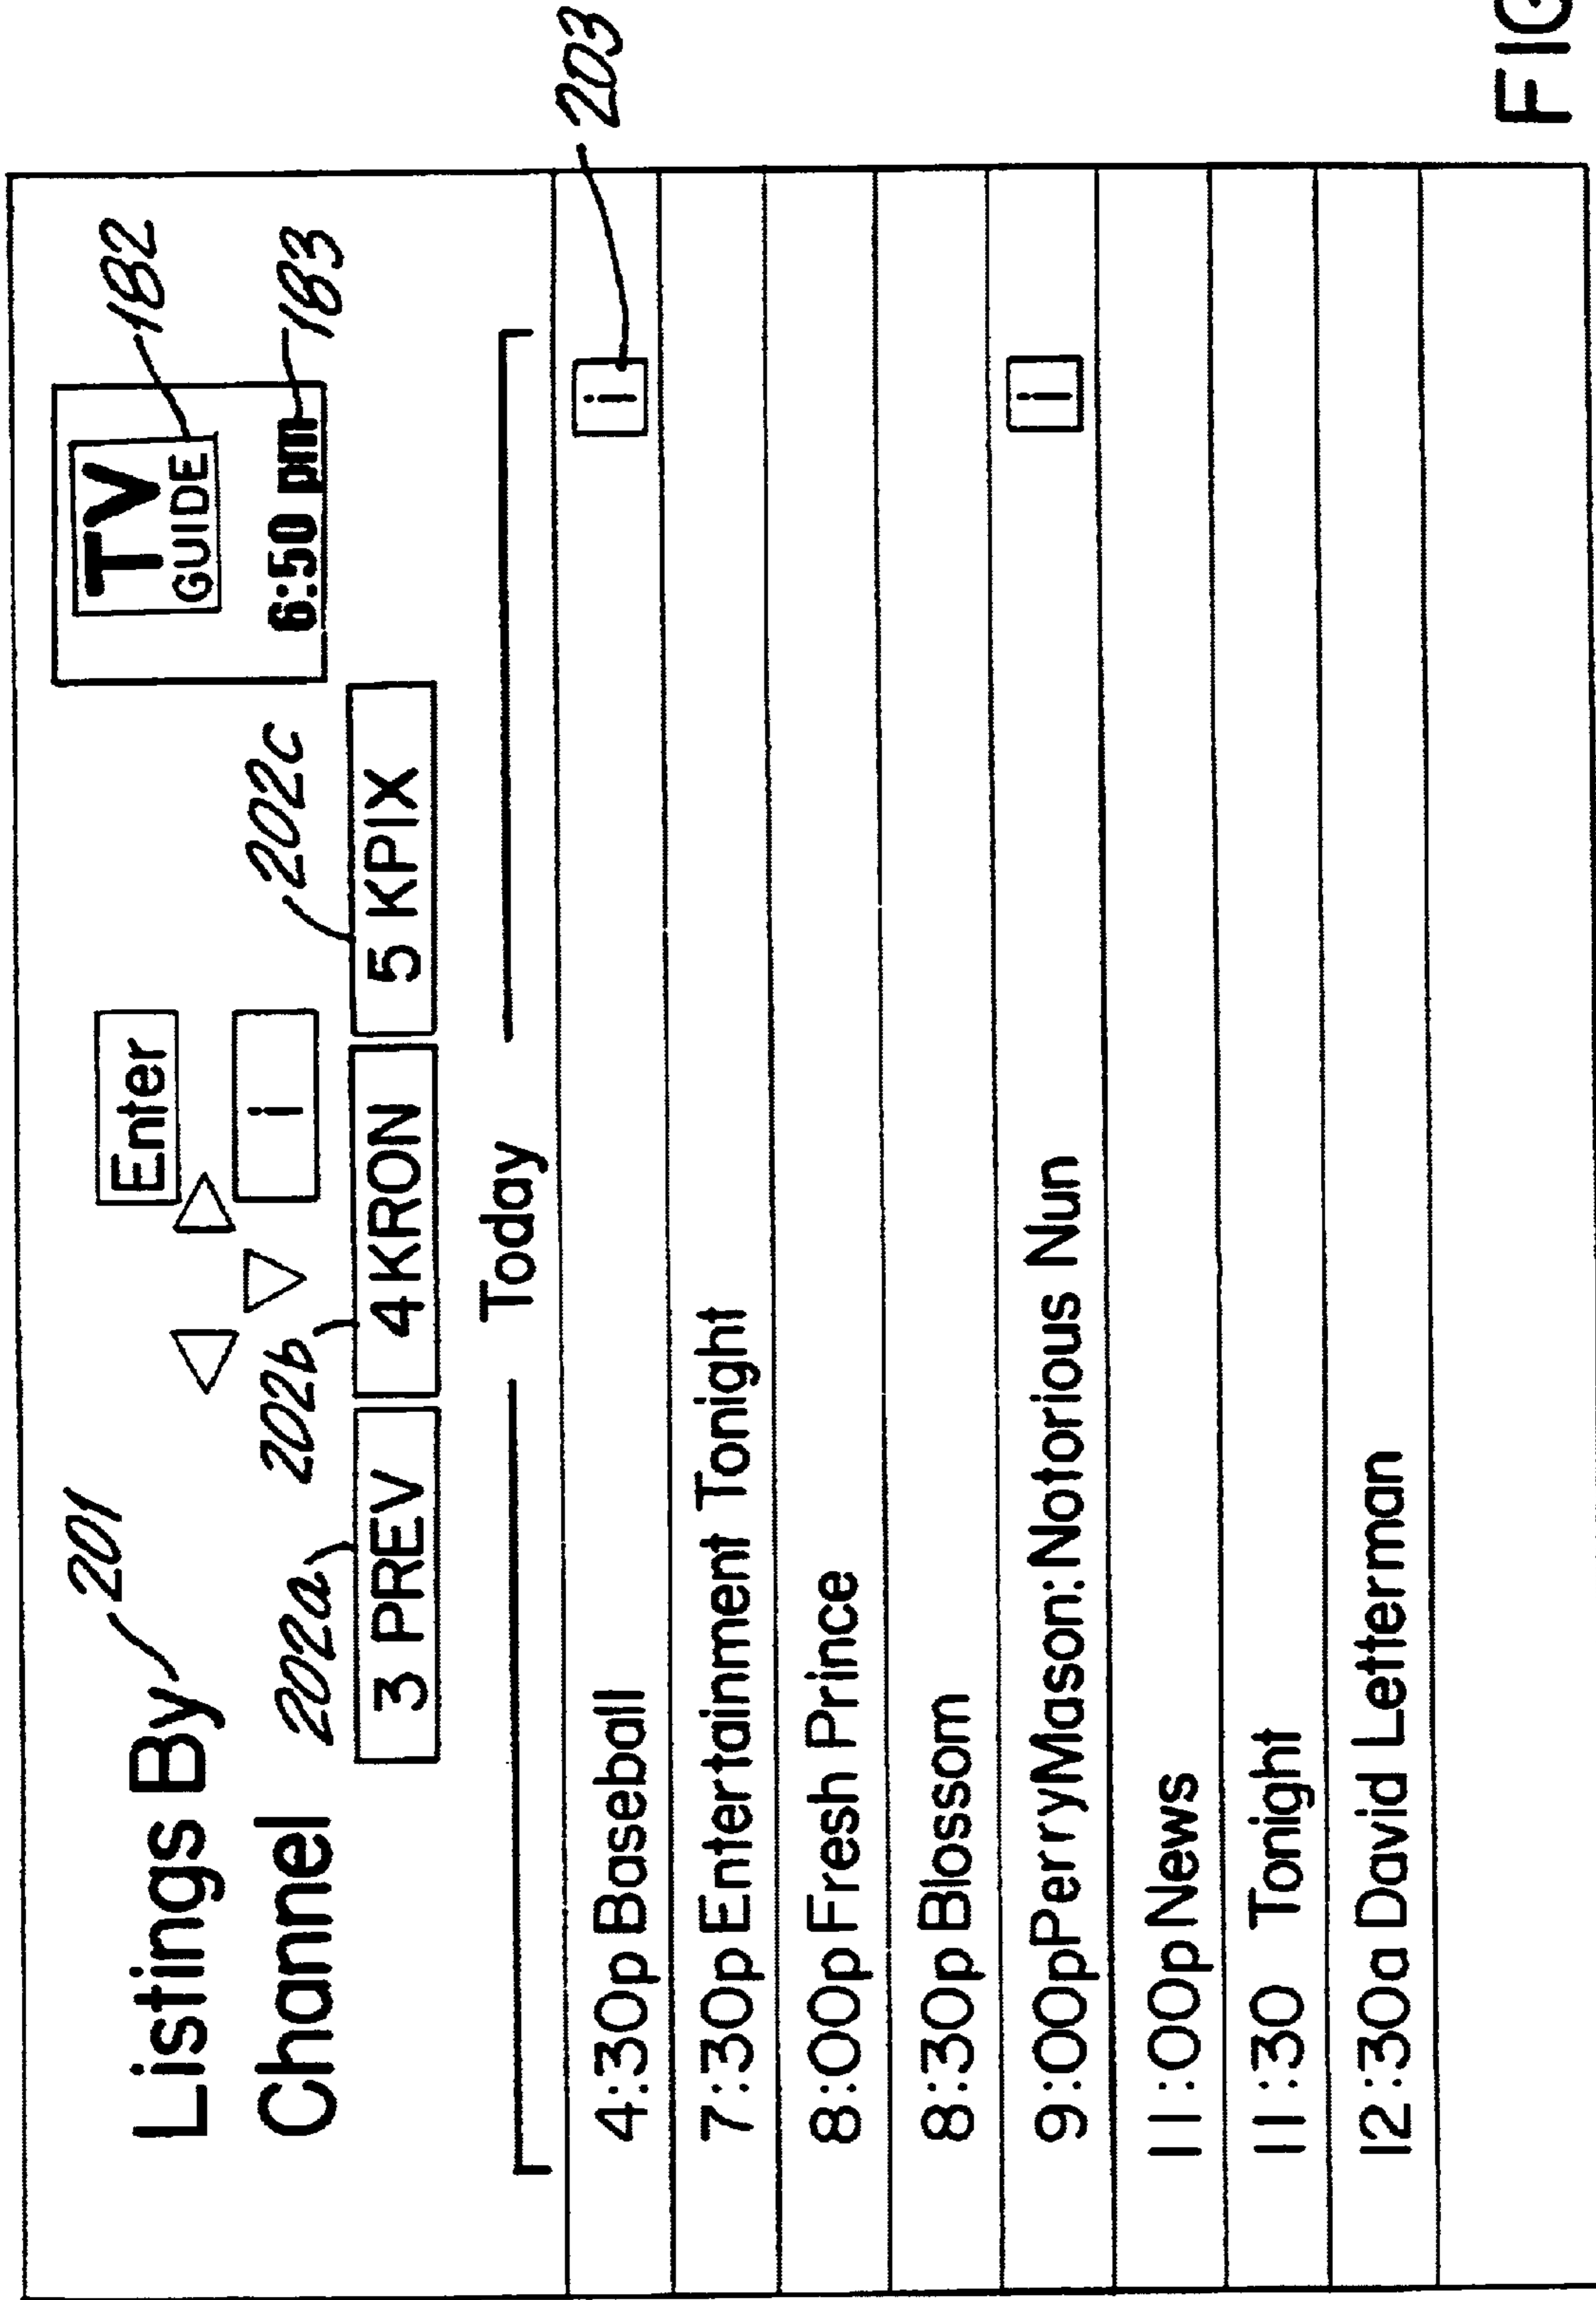 Listings By 201
Channel
Enter
i
TV
GUIDE
182
6:50 pm 183
202a 202b 202c
3 PREV 4 KRON 5 KPIX
Today
203
4:30p Baseball i
7:30p Entertainment Tonight
8:00p Fresh Prince
8:30p Blossom
9:00p Perry Mason: Notorious Nun i
11:00p News
11:30 Tonight
12:30a David Letterman